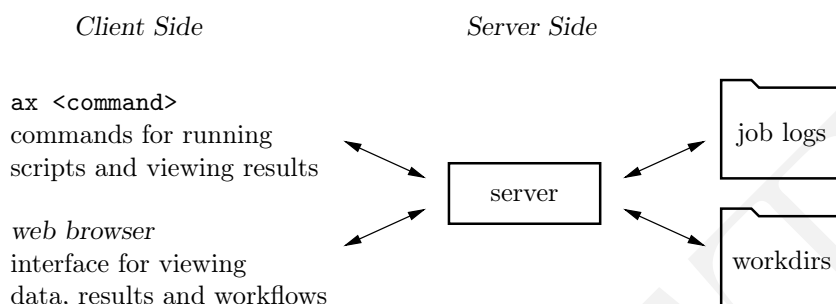 Client Side
Server Side
ax <command>
commands for running
scripts and viewing results
web browser
interface for viewing
data, results and workflows
server
job logs
workdirs